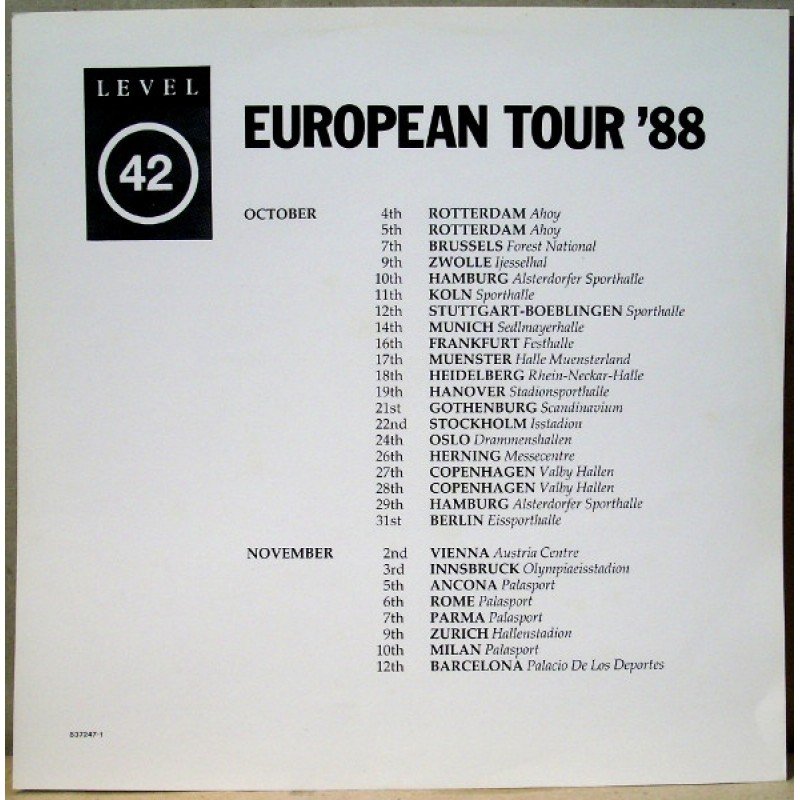 LEVEL
42
EUROPEAN TOUR '88
OCTOBER 4th ROTTERDAM Ahoy
5th ROTTERDAM Ahoy
7th BRUSSELS Forest National
9th ZWOLLE Ijesselhal
10th HAMBURG Alsterdorfer Sporthalle
11th KOLN Sporthalle
12th STUTTGART-BOEBLINGEN Sporthalle
14th MUNICH Sedlmayerhalle
16th FRANKFURT Festhalle
17th MUENSTER Halle Muensterland
18th HEIDELBERG Rhein-Neckar-Halle
19th HANOVER Stadionsporthalle
21st GOTHENBURG Scandinavium
22nd STOCKHOLM Isstadion
24th OSLO Drammenshallen
26th HERNING Messecentre
27th COPENHAGEN Valby Hallen
28th COPENHAGEN Valby Hallen
29th HAMBURG Alsterdorfer Sporthalle
31st BERLIN Eissporthalle
NOVEMBER 2nd VIENNA Austria Centre
3rd INNSBRUCK Olympiaeisstadion
5th ANCONA Palasport
6th ROME Palasport
7th PARMA Palasport
9th ZURICH Hallenstadion
10th MILAN Palasport
12th BARCELONA Palacio De Los Deportes
837247-1